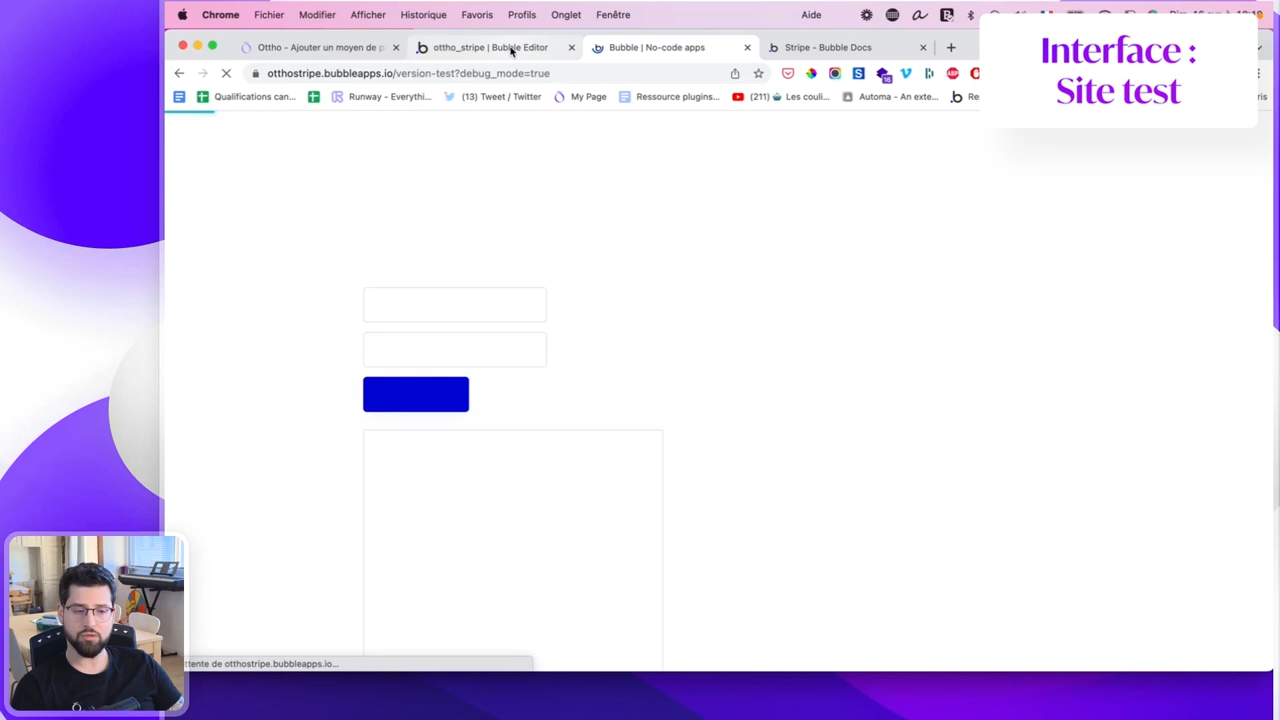 Chrome Fichier Modifier Afficher Historique Favoris Profils Onglet Fenêtre Aide
Interface :
Site test
Ottho - Ajouter un moyen de p
ottho_stripe | Bubble Editor
Bubble | No-code apps
Stripe - Bubble Docs
otthostripe.bubbleapps.io/version-test?debug_mode=true
Qualifications can... Runway - Everythi... (13) Tweet / Twitter My Page Ressource plugins... (211) Les couli... Automa - An exte...
ttente de otthostripe.bubbleapps.io...